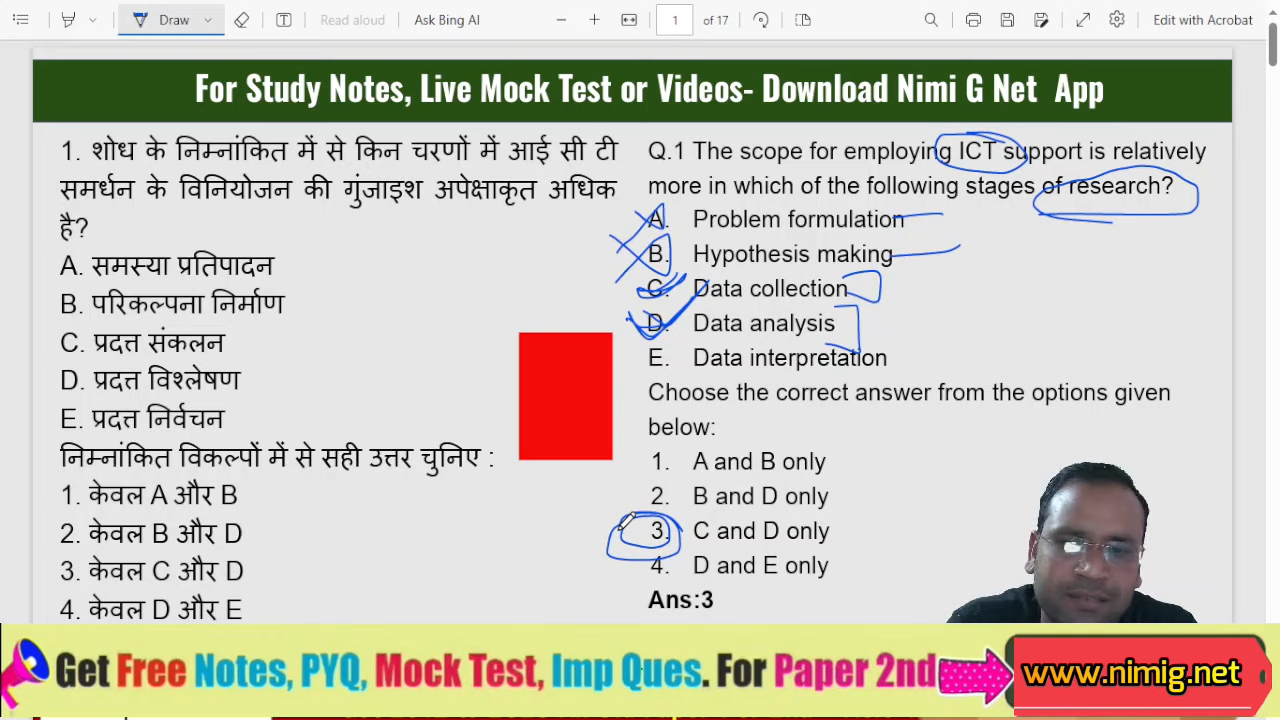 Draw
Read aloud
Ask Bing AI
1
of 17
Edit with Acrobat
For Study Notes, Live Mock Test or Videos- Download Nimi G Net App
1. शोध के निम्नांकित में से किन चरणों में आई सी टी
समर्थन के विनियोजन की गुंजाइश अपेक्षाकृत अधिक
है?
A. समस्या प्रतिपादन
B. परिकल्पना निर्माण
C. प्रदत्त संकलन
D. प्रदत्त विश्लेषण
E. प्रदत्त निर्वचन
निम्नांकित विकल्पों में से सही उत्तर चुनिए :
1. केवल A और B
2. केवल B और D
3. केवल C और D
4. केवल D और E
Q.1 The scope for employing ICT support is relatively
more in which of the following stages of research?
A. Problem formulation
B. Hypothesis making
C. Data collection
D. Data analysis
E. Data interpretation
Choose the correct answer from the options given
below:
1. A and B only
2. B and D only
3. C and D only
4. D and E only
Ans:3
Get Free Notes, PYQ, Mock Test, Imp Ques. For Paper 2nd
www.nimig.net